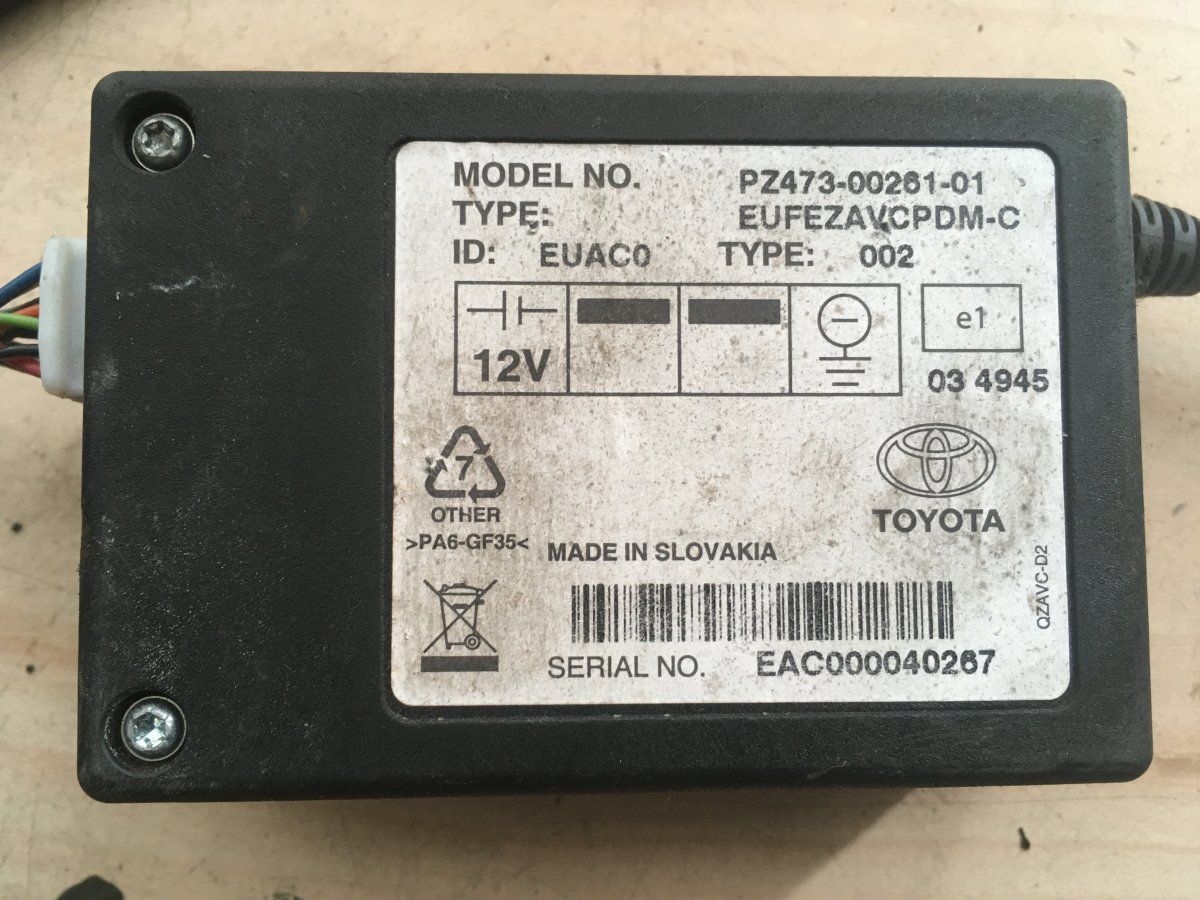 MODEL NO. PZ473-00261-01
TYPE: EUFEZAVCPDM-C
ID: EUAC0 TYPE: 002
12V
e1
03 4945
7
OTHER
>PA6-GF35<
TOYOTA
MADE IN SLOVAKIA
QZAVC-D2
SERIAL NO. EAC000040267